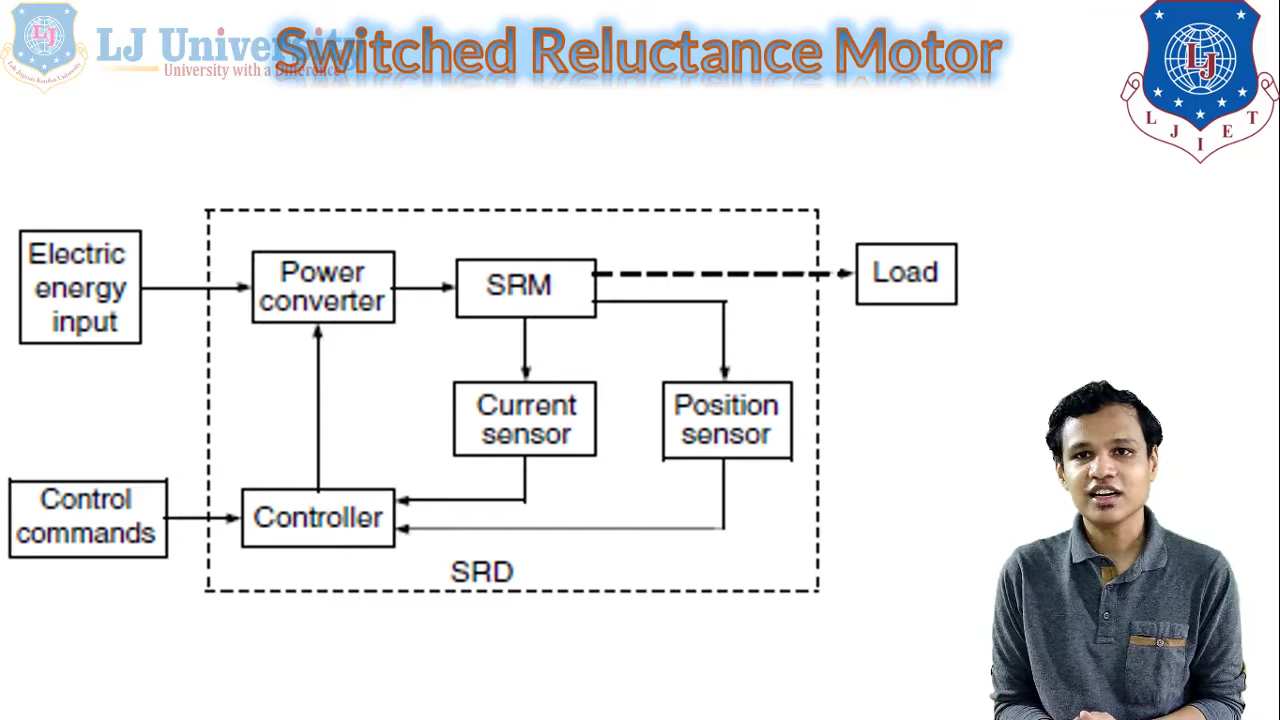 LJ University
University with a Difference
Switched Reluctance Motor
LJ
L J I E T
Electric
energy
input
Power
converter
SRM
Load
Current
sensor
Position
sensor
Control
commands
Controller
SRD